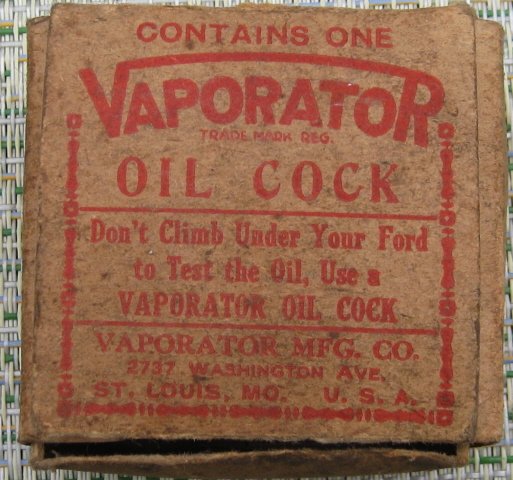 CONTAINS ONE
VAPORATOR
TRADE MARK REG.
OIL COCK
Don't Climb Under Your Ford
to Test the Oil, Use a
VAPORATOR OIL COCK
VAPORATOR MFG. CO.
2737 WASHINGTON AVE.
ST. LOUIS, MO. U. S. A.